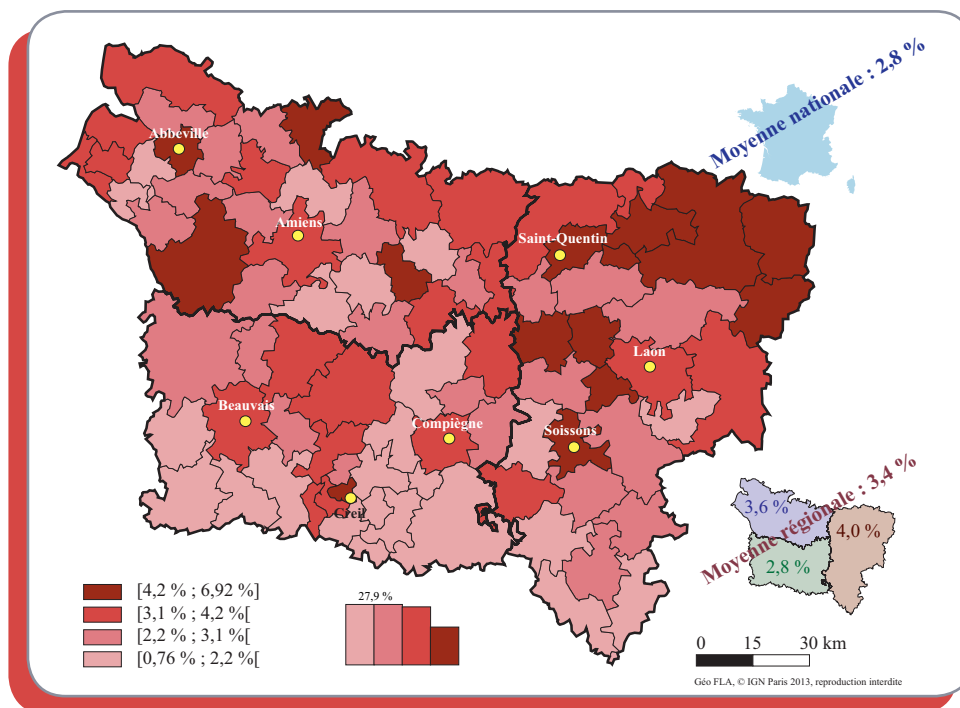 Moyenne nationale : 2,8 %
Abbeville
Amiens
Saint-Quentin
Laon
Beauvais
Compiègne
Soissons
Creil
Moyenne régionale : 3,4 %
3,6 %
4,0 %
2,8 %
[4,2 % ; 6,92 %]
[3,1 % ; 4,2 %[
[2,2 % ; 3,1 %[
[0,76 % ; 2,2 %[
27,9 %
0 15 30 km
Géo FLA, © IGN Paris 2013, reproduction interdite